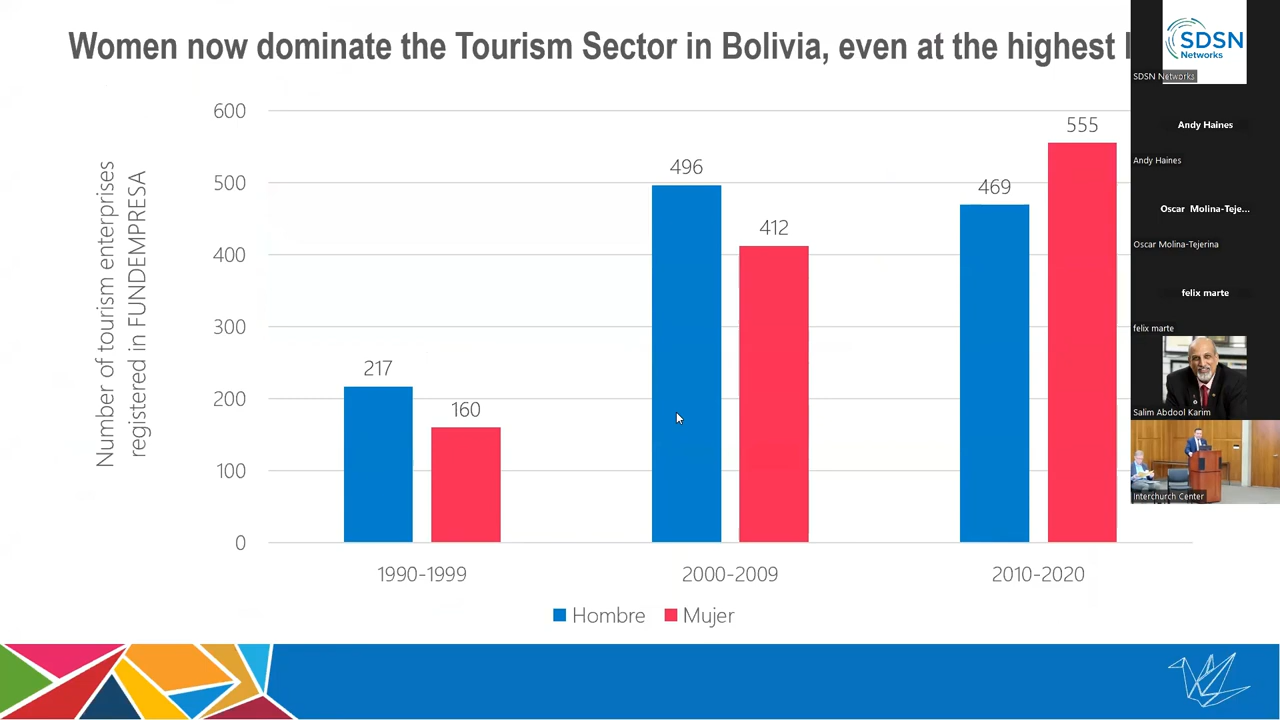 Women now dominate the Tourism Sector in Bolivia, even at the highest
Number of tourism enterprises
registered in FUNDEMPRESA
600
500
400
300
200
100
0
217
160
496
412
469
555
1990-1999
2000-2009
2010-2020
Hombre
Mujer
SDSN
Networks
SDSN Networks
Andy Haines
Andy Haines
Oscar Molina-Teje...
Oscar Molina-Tejerina
felix marte
felix marte
Salim Abdool Karim
Interchurch Center